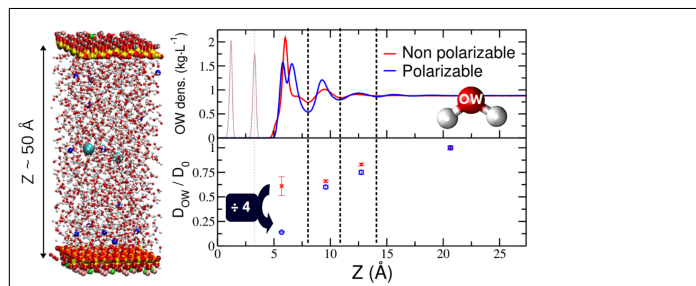 Z ~ 50 Å
OW dens. (kg.L⁻¹)
2
1.5
1
0.5
0
Non polarizable
Polarizable
OW
D_OW / D_0
1
0.75
0.5
0.25
0
÷ 4
0 5 10 15 20 25
Z (Å)